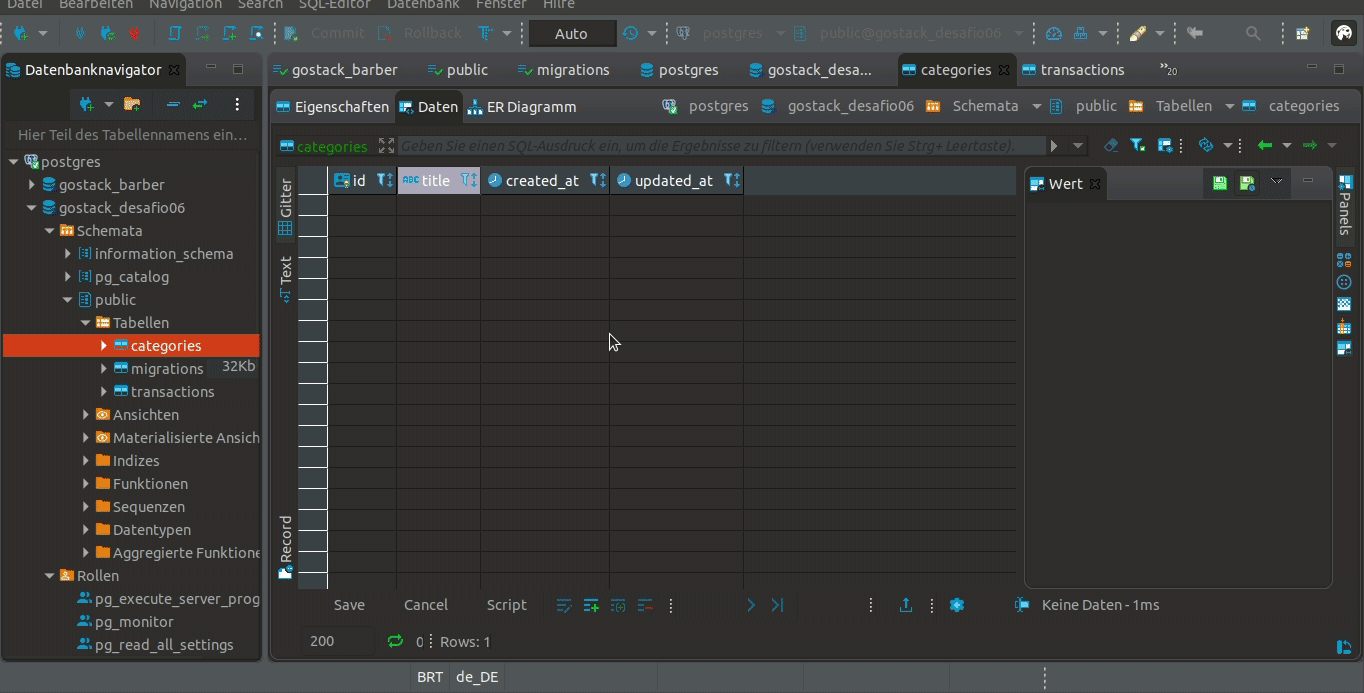 Datei Bearbeiten Navigation Search SQL-Editor Datenbank Fenster Hilfe
Commit Rollback Auto postgres public@gostack_desafio06
Datenbanknavigator
gostack_barber public migrations postgres gostack_desa... categories transactions »20
Eigenschaften Daten ER Diagramm postgres gostack_desafio06 Schemata public Tabellen categories
Hier Teil des Tabellennamens ein...
categories Geben Sie einen SQL-Ausdruck ein, um die Ergebnisse zu filtern (verwenden Sie Strg+ Leertaste).
postgres
gostack_barber
gostack_desafio06
Schemata
information_schema
pg_catalog
public
Tabellen
categories
migrations 32Kb
transactions
Ansichten
Materialisierte Ansich
Indizes
Funktionen
Sequenzen
Datentypen
Aggregierte Funktione
Rollen
pg_execute_server_prog
pg_monitor
pg_read_all_settings
Gitter
Text
Record
id ABC title created_at updated_at
Wert
Panels
Save Cancel Script Keine Daten - 1ms
200 0 Rows: 1
BRT de_DE